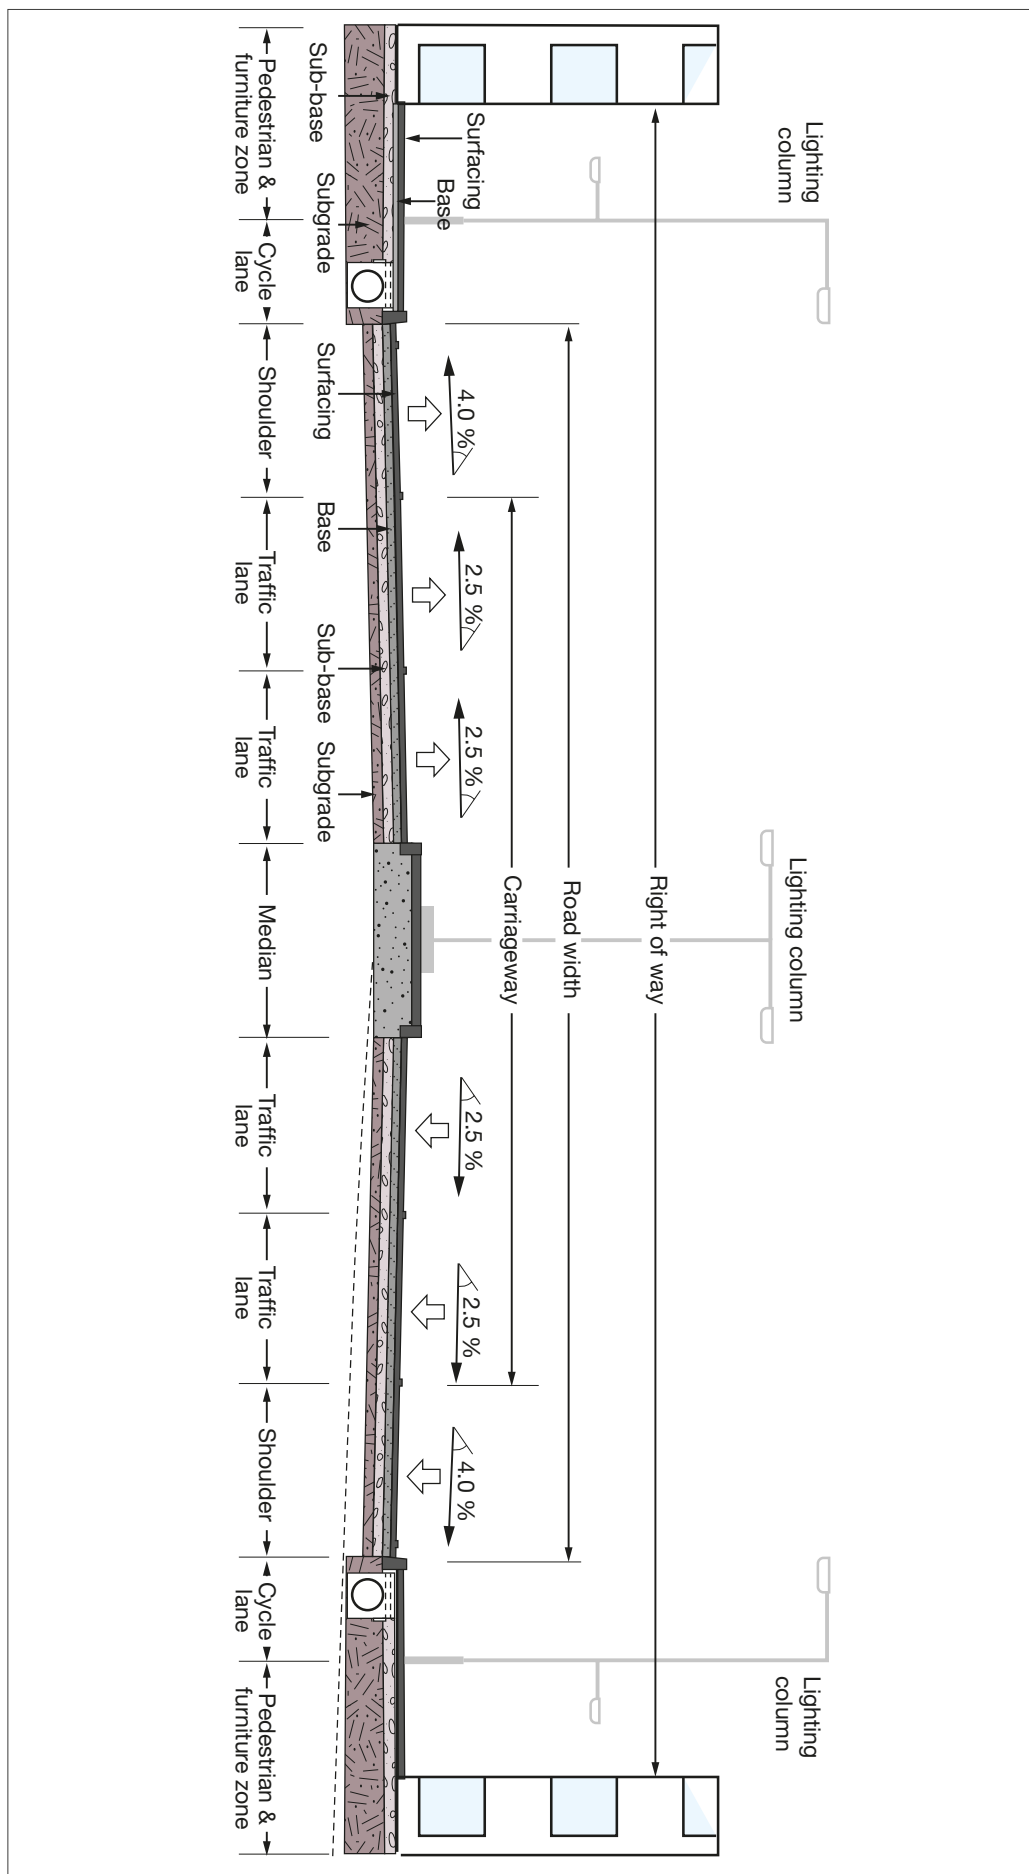 Lighting
column
Lighting column
Lighting
column
Right of way
Road width
Carriageway
4.0 %
2.5 %
2.5 %
2.5 %
2.5 %
4.0 %
Surfacing
Base
Sub-base
Subgrade
Surfacing
Base
Sub-base
Subgrade
Pedestrian &
furniture zone
Cycle
lane
Shoulder
Traffic
lane
Traffic
lane
Median
Traffic
lane
Traffic
lane
Shoulder
Cycle
lane
Pedestrian &
furniture zone